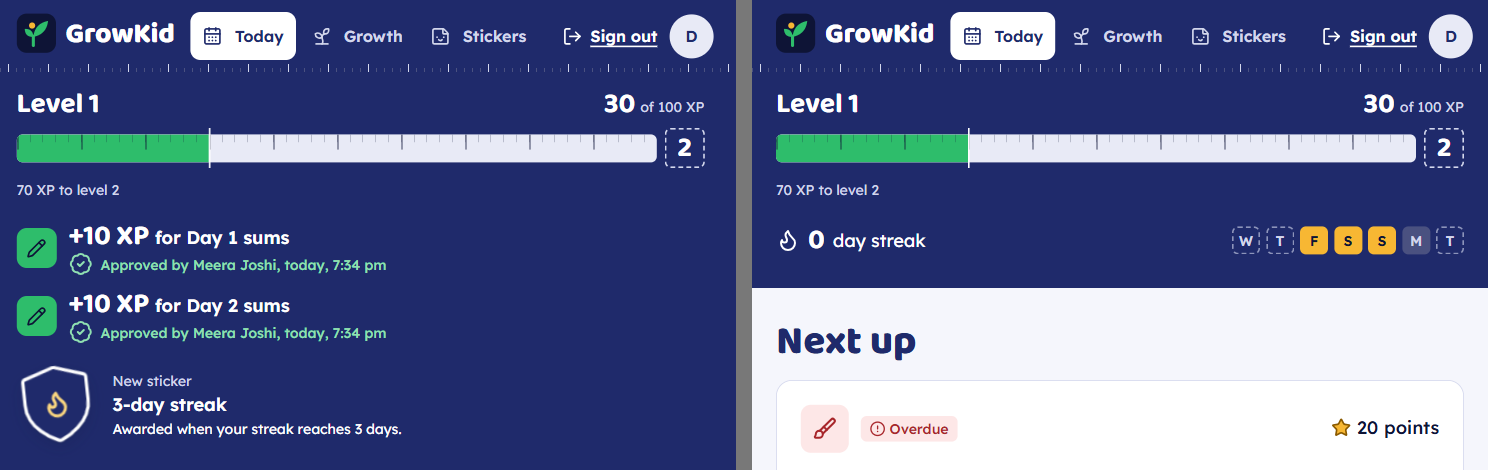 GrowKid Today Growth Stickers Sign out D
Level 1 30 of 100 XP
2
70 XP to level 2
+10 XP for Day 1 sums
Approved by Meera Joshi, today, 7:34 pm
+10 XP for Day 2 sums
Approved by Meera Joshi, today, 7:34 pm
New sticker
3-day streak
Awarded when your streak reaches 3 days.
GrowKid Today Growth Stickers Sign out D
Level 1 30 of 100 XP
2
70 XP to level 2
0 day streak W T F S S M T
Next up
Overdue 20 points